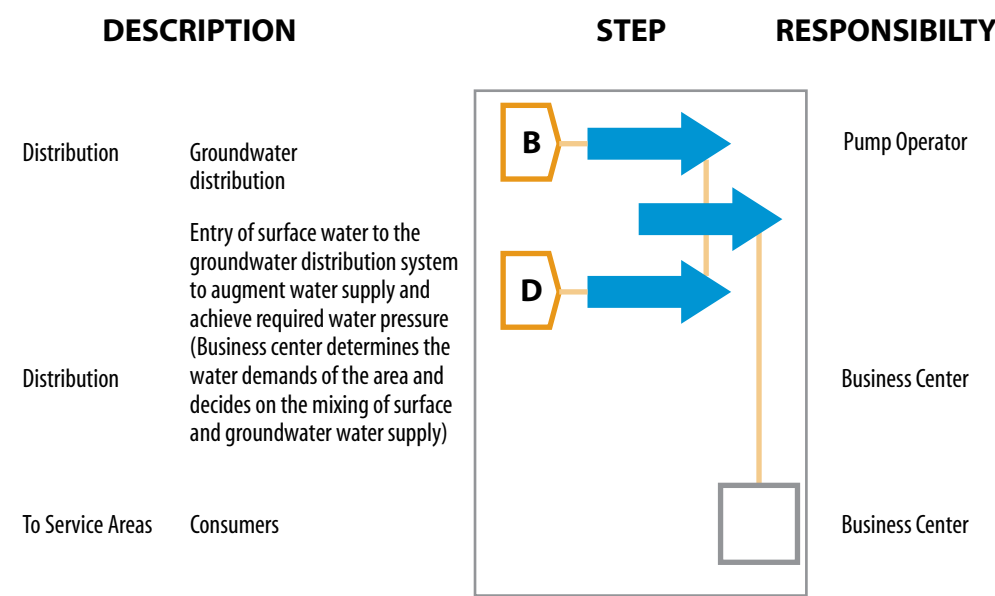 DESCRIPTION STEP RESPONSIBILTY
Distribution Groundwater distribution B Pump Operator
D
Distribution
Entry of surface water to the
groundwater distribution system
to augment water supply and
achieve required water pressure
(Business center determines the
water demands of the area and
decides on the mixing of surface
and groundwater water supply)
Business Center
To Service Areas Consumers Business Center